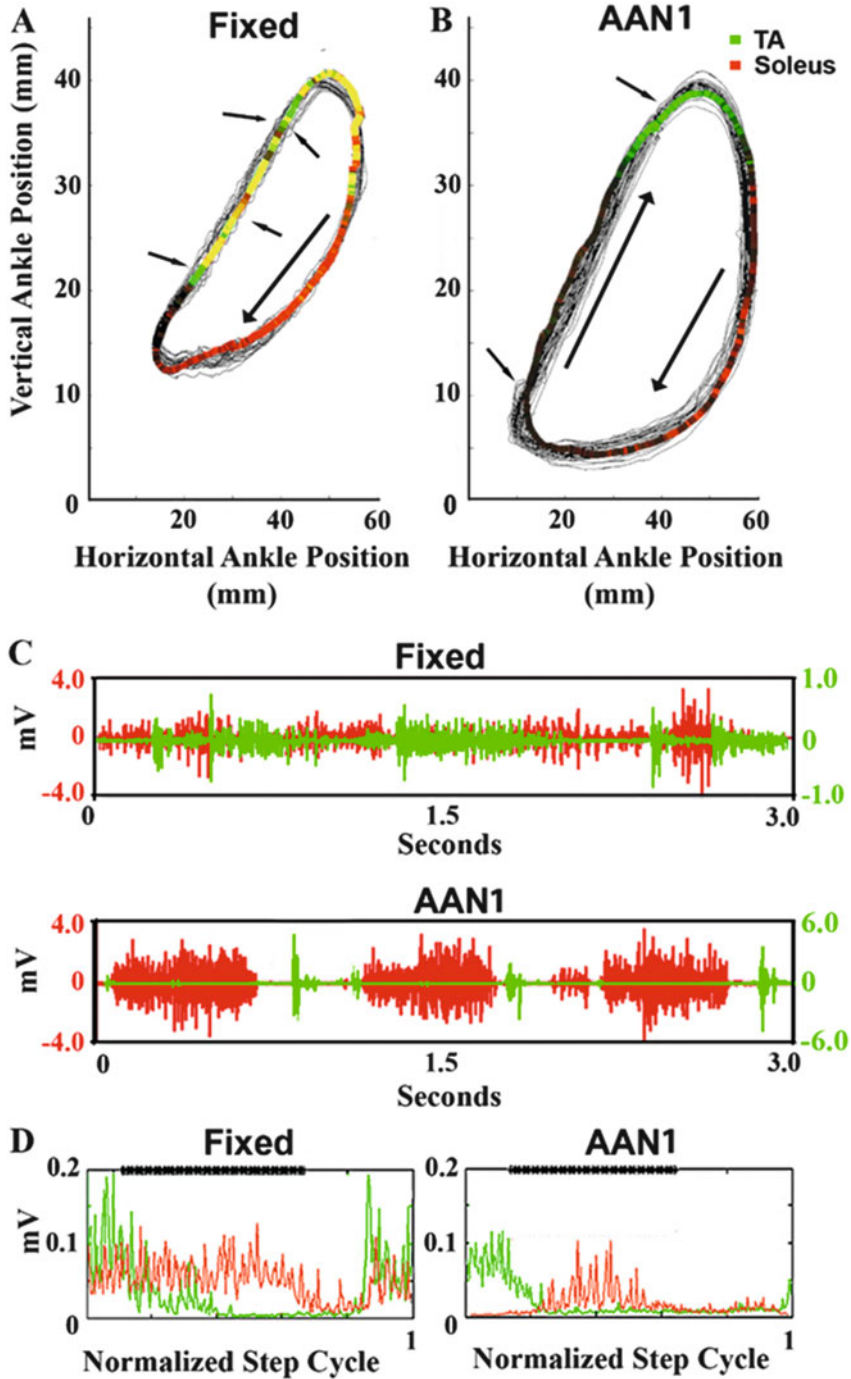 A
Fixed
Vertical Ankle Position (mm)
40
30
20
10
0
20
40
60
Horizontal Ankle Position
(mm)
B
AAN1
TA
Soleus
40
30
20
10
0
20
40
60
Horizontal Ankle Position
(mm)
C
Fixed
mV
4.0
0
-4.0
1.0
0
-1.0
0
1.5
3.0
Seconds
AAN1
mV
4.0
0
-4.0
6.0
0
-6.0
0
1.5
3.0
Seconds
D
Fixed
mV
0.2
0.1
0
1
Normalized Step Cycle
AAN1
0.2
0.1
0
1
Normalized Step Cycle